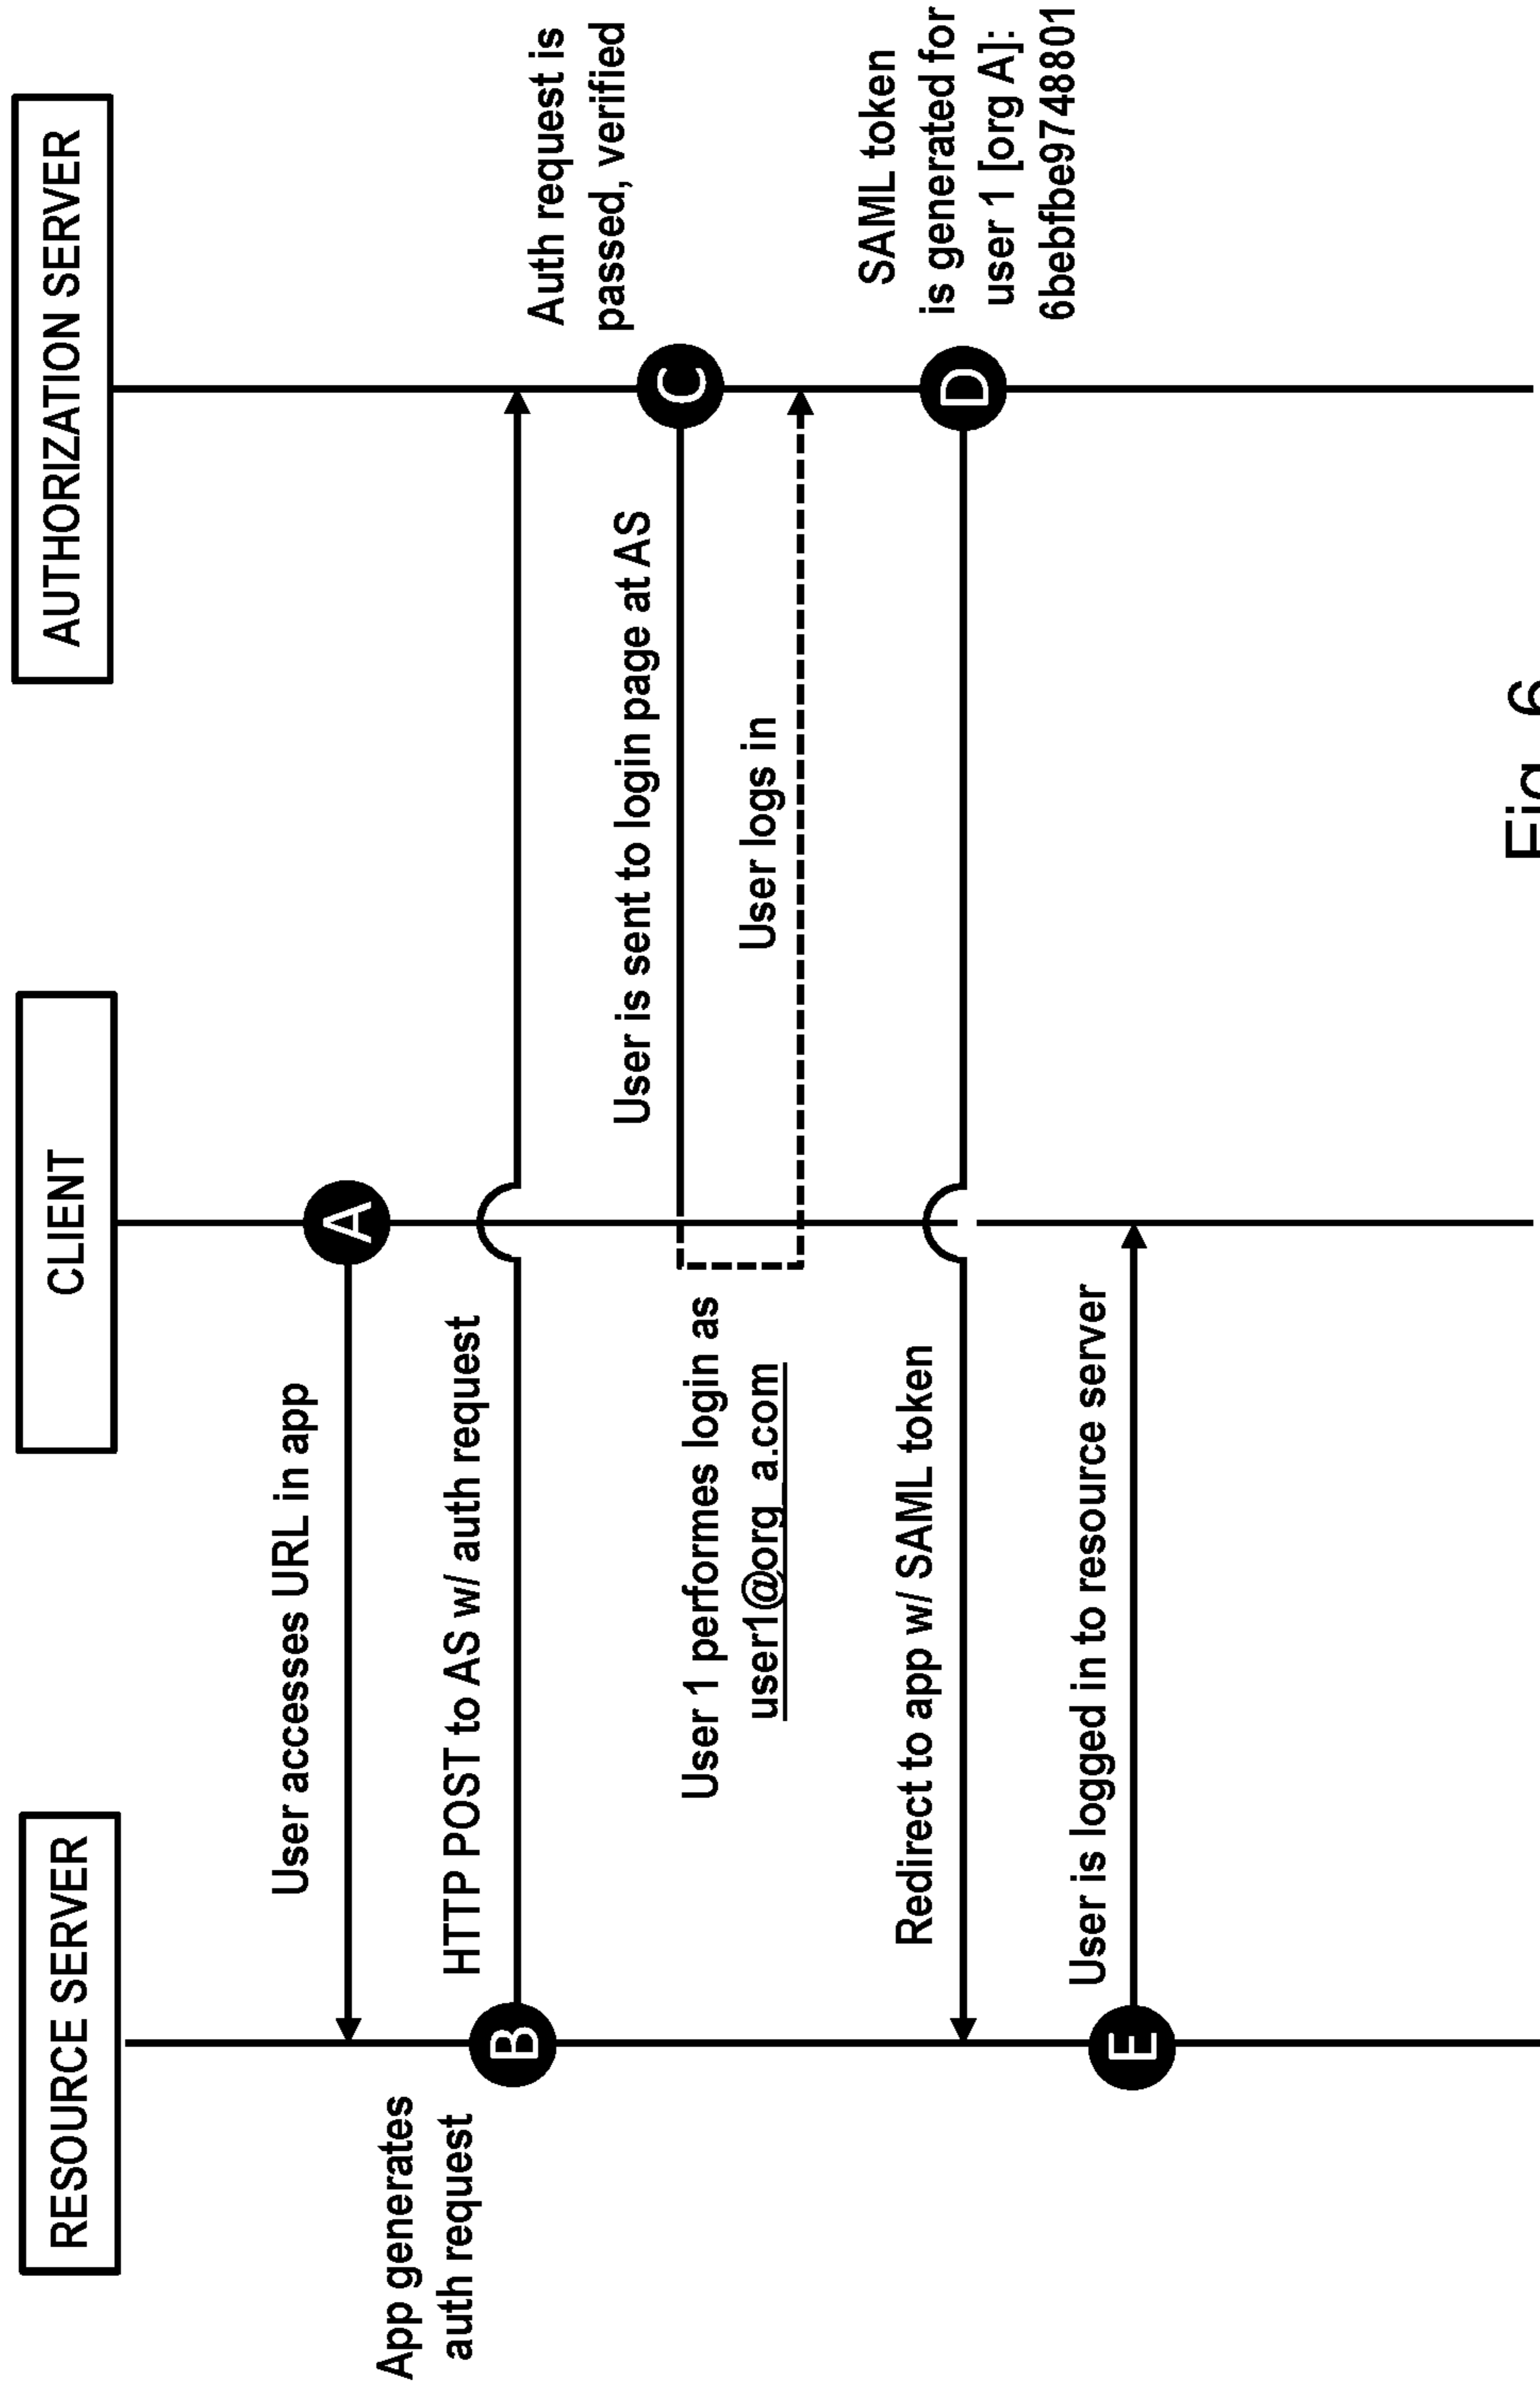 RESOURCE SERVER
CLIENT
AUTHORIZATION SERVER
User accesses URL in app
A
App generates
auth request
B
HTTP POST to AS w/ auth request
Auth request is
passed, verified
C
User is sent to login page at AS
User 1 performes login as
user1@org_a.com
User logs in
SAML token
is generated for
user 1 [org A]:
6bebfbe9748801
D
Redirect to app w/ SAML token
E
User is logged in to resource server
Fig. 6